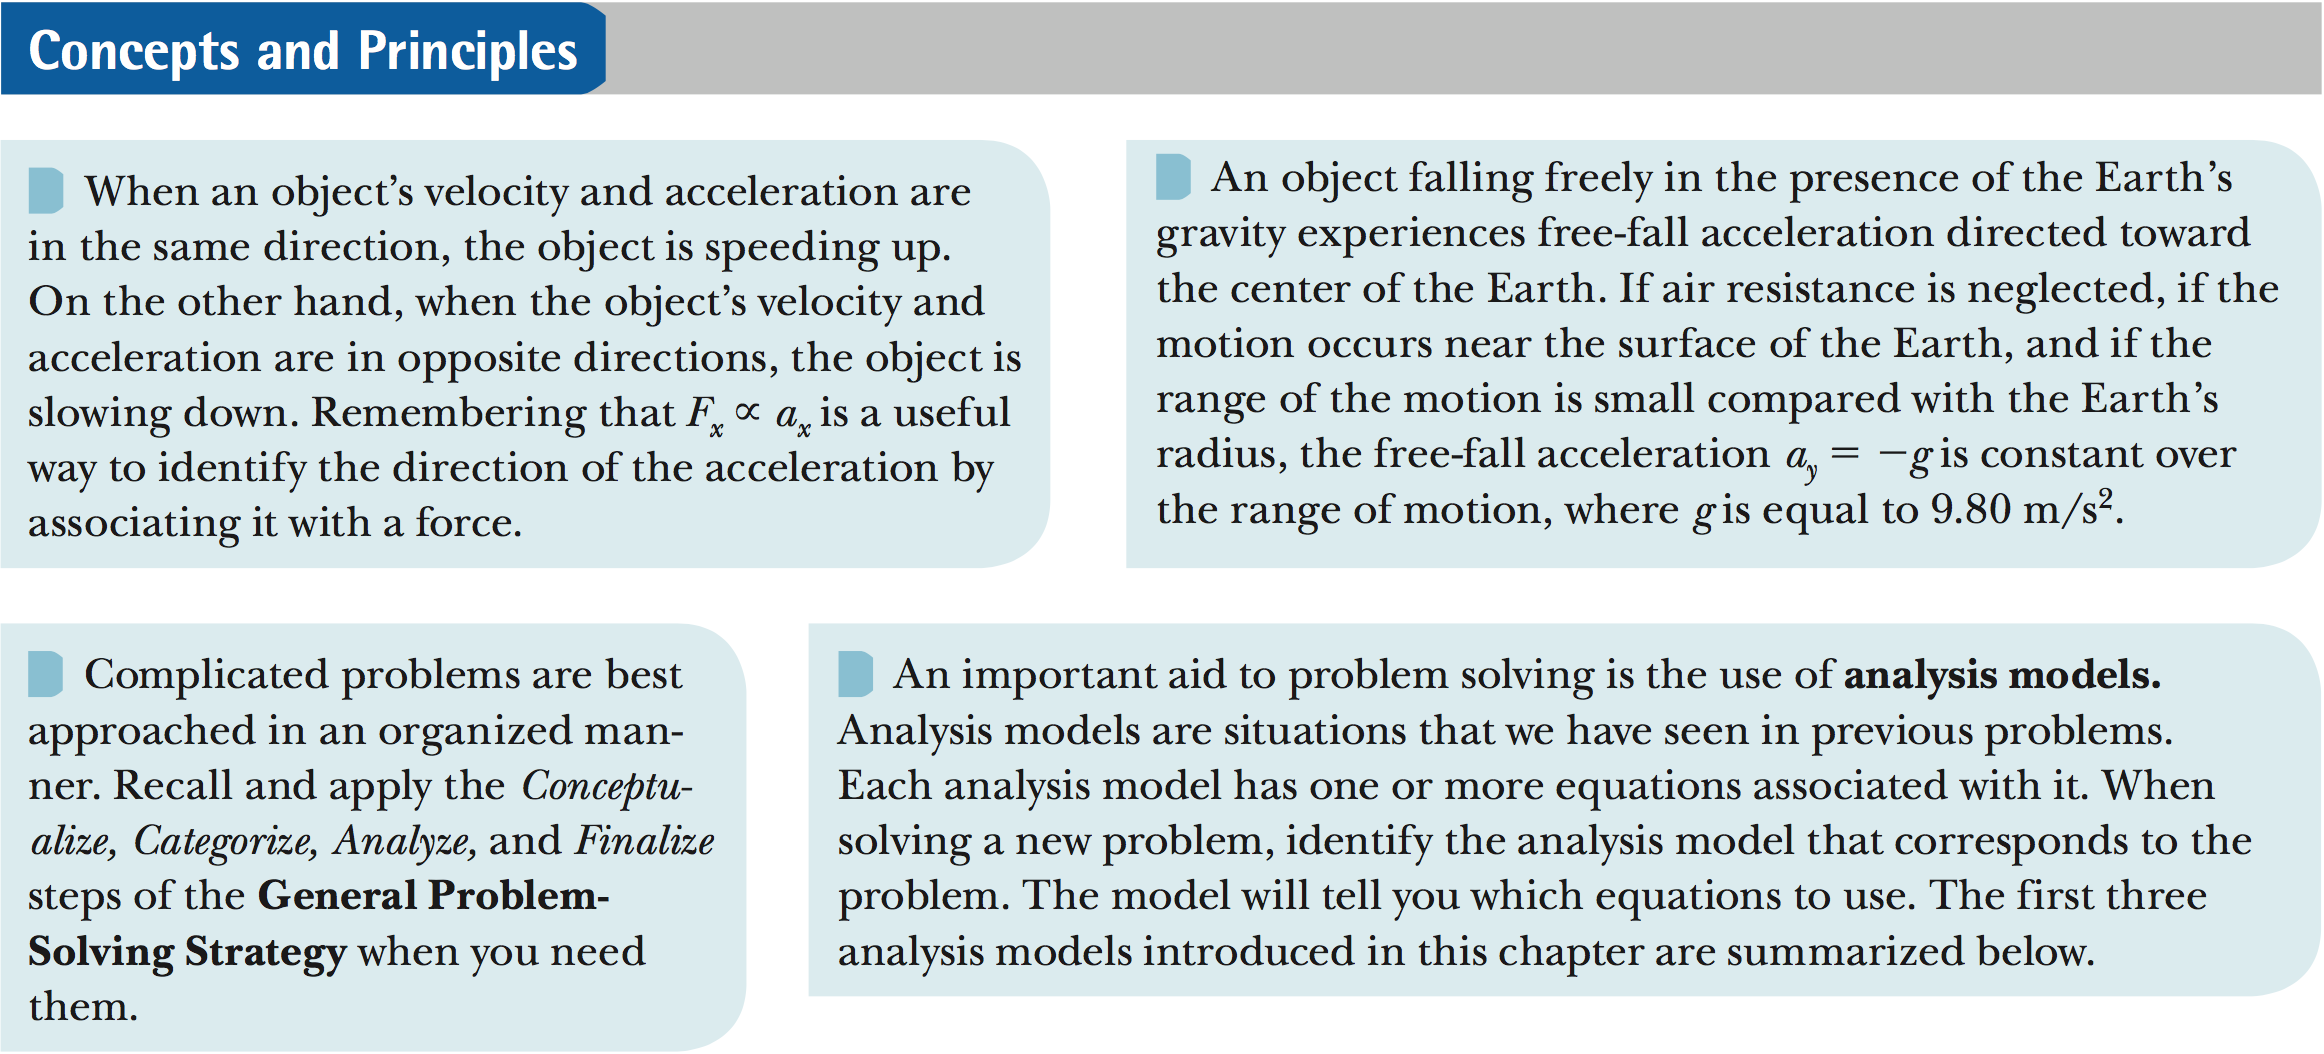 Concepts and Principles
When an object’s velocity and acceleration are
in the same direction, the object is speeding up.
On the other hand, when the object’s velocity and
acceleration are in opposite directions, the object is
slowing down. Remembering that Fₓ ∝ aₓ is a useful
way to identify the direction of the acceleration by
associating it with a force.
An object falling freely in the presence of the Earth’s
gravity experiences free-fall acceleration directed toward
the center of the Earth. If air resistance is neglected, if the
motion occurs near the surface of the Earth, and if the
range of the motion is small compared with the Earth’s
radius, the free-fall acceleration a_y = −g is constant over
the range of motion, where g is equal to 9.80 m/s².
Complicated problems are best
approached in an organized man-
ner. Recall and apply the Conceptu-
alize, Categorize, Analyze, and Finalize
steps of the General Problem-
Solving Strategy when you need
them.
An important aid to problem solving is the use of analysis models.
Analysis models are situations that we have seen in previous problems.
Each analysis model has one or more equations associated with it. When
solving a new problem, identify the analysis model that corresponds to the
problem. The model will tell you which equations to use. The first three
analysis models introduced in this chapter are summarized below.